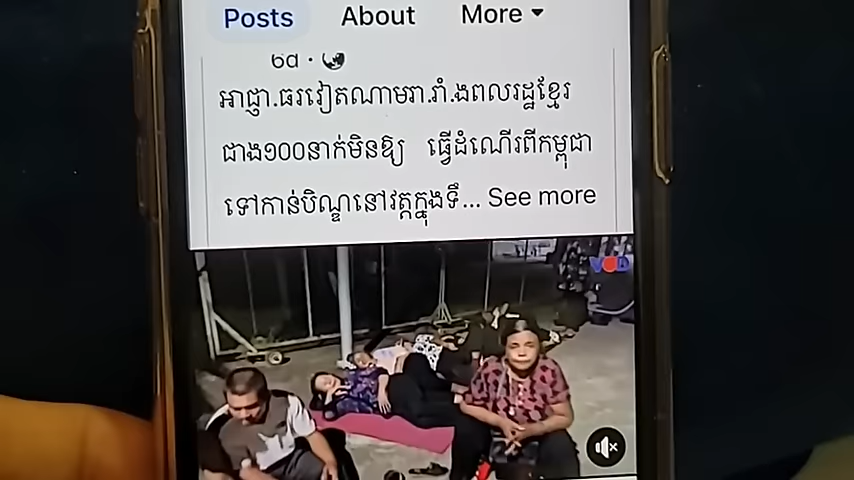 Posts About More
6d
អាជ្ញា.ធរវៀតណាមរា.រាំ.ងពលរដ្ឋខ្មែរ
ជាង១០០នាក់មិនឱ្យ ធ្វើដំណើរពីកម្ពុជា
ទៅកាន់បិណ្ឌនៅវត្តក្នុងទឹ... See more
VOD